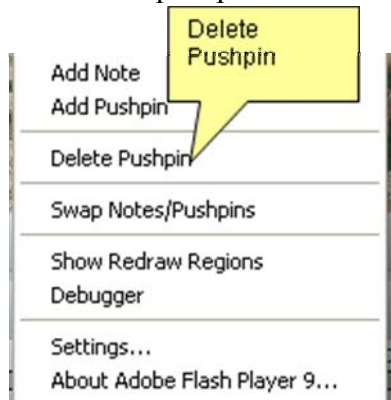 Delete
Pushpin
Add Note
Add Pushpin
Delete Pushpin
Swap Notes/Pushpins
Show Redraw Regions
Debugger
Settings...
About Adobe Flash Player 9...